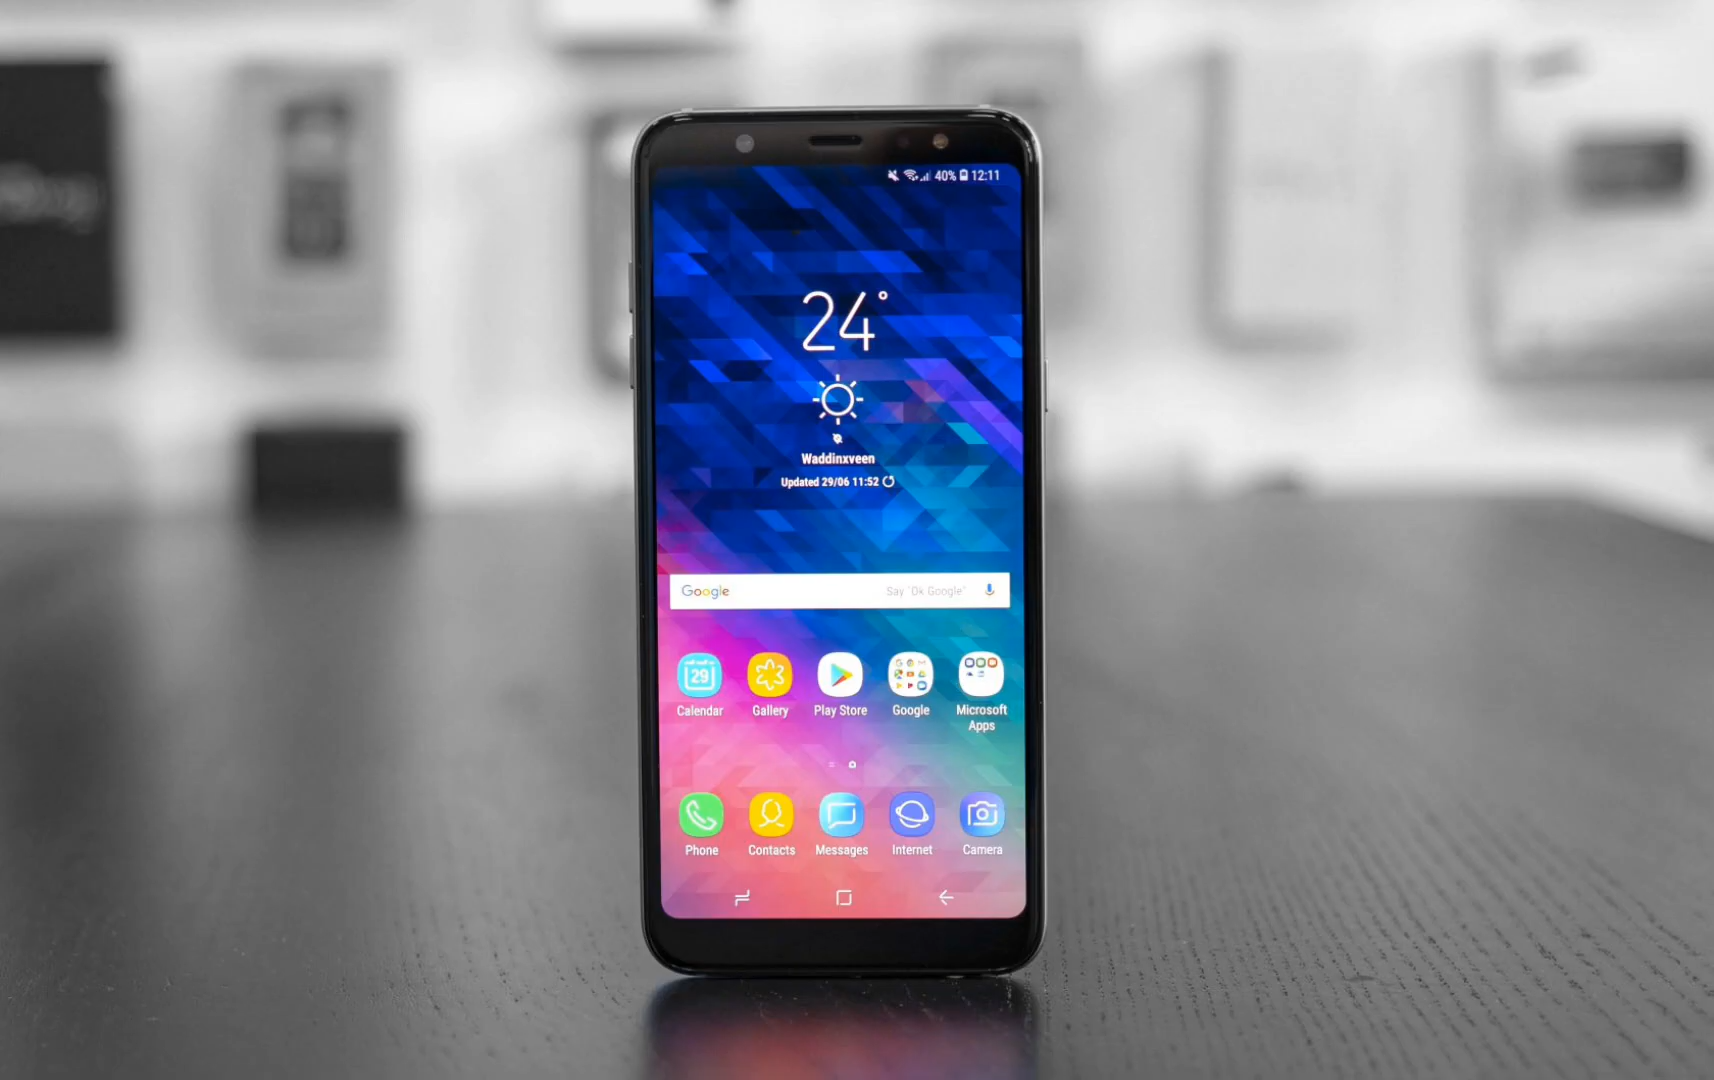 40% 12:11
24°
Waddinxveen
Updated 29/06 11:52
Google Say "Ok Google"
29
Calendar Gallery Play Store Google Microsoft Apps
Phone Contacts Messages Internet Camera